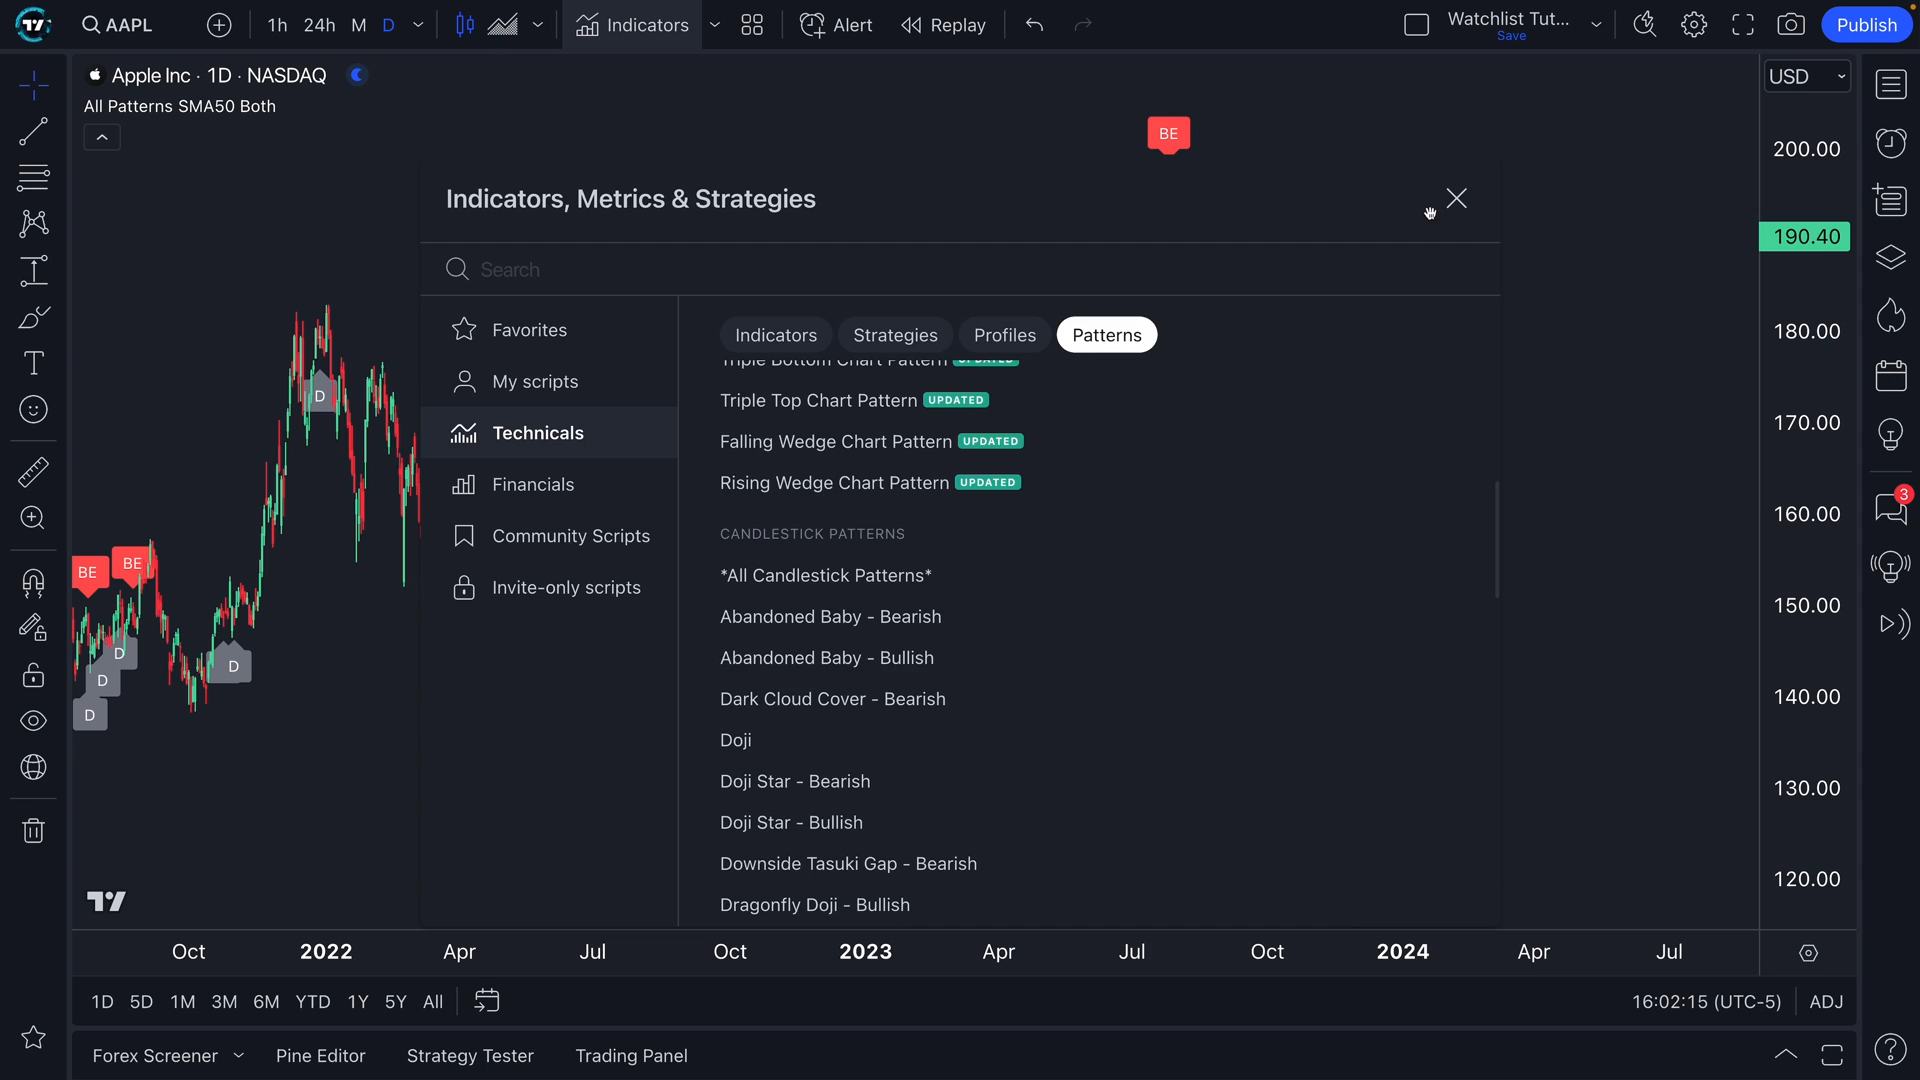 AAPL
1h 24h M D
Indicators
Alert
Replay
Watchlist Tut...
Save
Publish
Apple Inc · 1D · NASDAQ
All Patterns SMA50 Both
USD
BE
200.00
190.40
180.00
170.00
160.00
150.00
140.00
130.00
120.00
Indicators, Metrics & Strategies
Search
Favorites
My scripts
Technicals
Financials
Community Scripts
Invite-only scripts
Indicators Strategies Profiles Patterns
Triple Bottom Chart Pattern UPDATED
Triple Top Chart Pattern UPDATED
Falling Wedge Chart Pattern UPDATED
Rising Wedge Chart Pattern UPDATED
CANDLESTICK PATTERNS
*All Candlestick Patterns*
Abandoned Baby - Bearish
Abandoned Baby - Bullish
Dark Cloud Cover - Bearish
Doji
Doji Star - Bearish
Doji Star - Bullish
Downside Tasuki Gap - Bearish
Dragonfly Doji - Bullish
D
BE
BE
D
D
D
D
3
Oct 2022 Apr Jul Oct 2023 Apr Jul Oct 2024 Apr Jul
1D 5D 1M 3M 6M YTD 1Y 5Y All
16:02:15 (UTC-5) ADJ
Forex Screener Pine Editor Strategy Tester Trading Panel